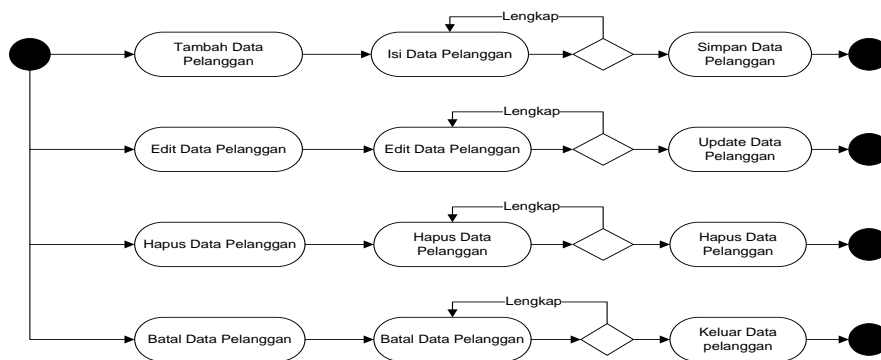 Lengkap
Tambah Data
Pelanggan
Isi Data Pelanggan
Simpan Data
Pelanggan
Lengkap
Edit Data Pelanggan
Edit Data Pelanggan
Update Data
Pelanggan
Lengkap
Hapus Data Pelanggan
Hapus Data
Pelanggan
Hapus Data
Pelanggan
Lengkap
Batal Data Pelanggan
Batal Data Pelanggan
Keluar Data
pelanggan